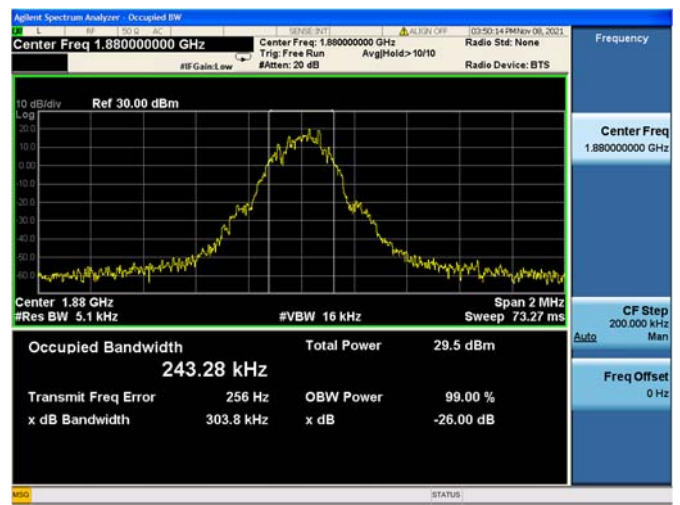 Agilent Spectrum Analyzer - Occupied BW
L RF 50 Ω AC SENSE:INT ALIGN OFF 03:50:14 PM Nov 08, 2021
Center Freq 1.880000000 GHz Center Freq: 1.880000000 GHz Radio Std: None Frequency
Trig: Free Run Avg|Hold:>10/10
#IFGain:Low #Atten: 20 dB Radio Device: BTS
10 dB/div Ref 30.00 dBm
Log
20.0
10.0
0.00
-10.0
-20.0
-30.0
-40.0
-50.0
-60.0
Center Freq
1.880000000 GHz
Center 1.88 GHz Span 2 MHz
#Res BW 5.1 kHz #VBW 16 kHz Sweep 73.27 ms
CF Step
200.000 kHz
Auto Man
Occupied Bandwidth Total Power 29.5 dBm
243.28 kHz
Freq Offset
0 Hz
Transmit Freq Error 256 Hz OBW Power 99.00 %
x dB Bandwidth 303.8 kHz x dB -26.00 dB
MSG STATUS